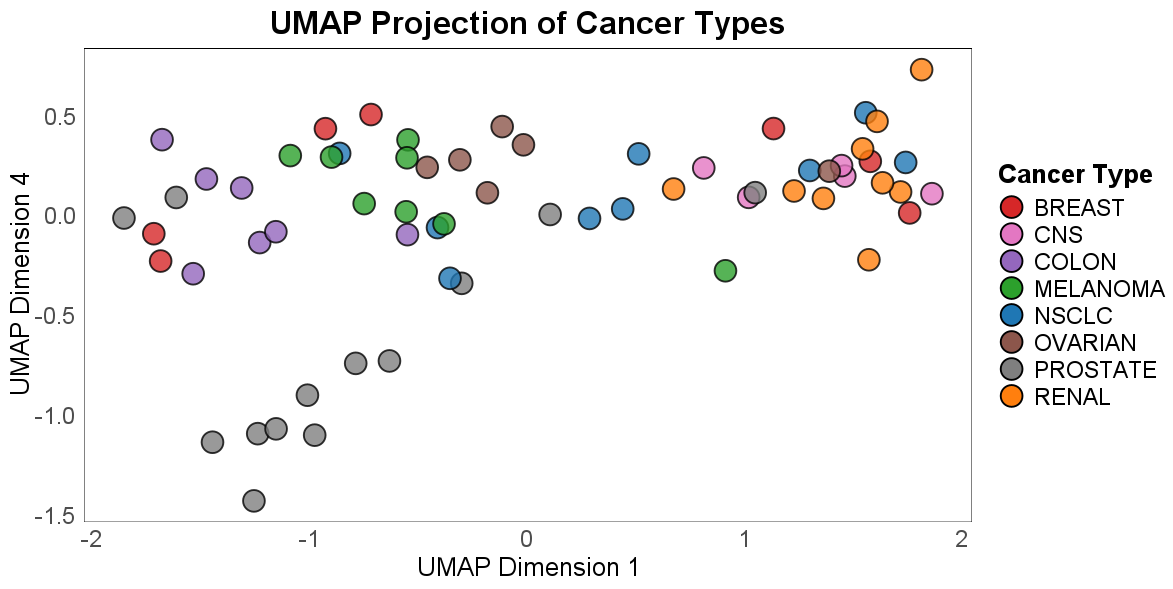 UMAP Projection of Cancer Types
UMAP Dimension 4
0.5
0.0
-0.5
-1.0
-1.5
-2
-1
0
1
2
UMAP Dimension 1
Cancer Type
BREAST
CNS
COLON
MELANOMA
NSCLC
OVARIAN
PROSTATE
RENAL